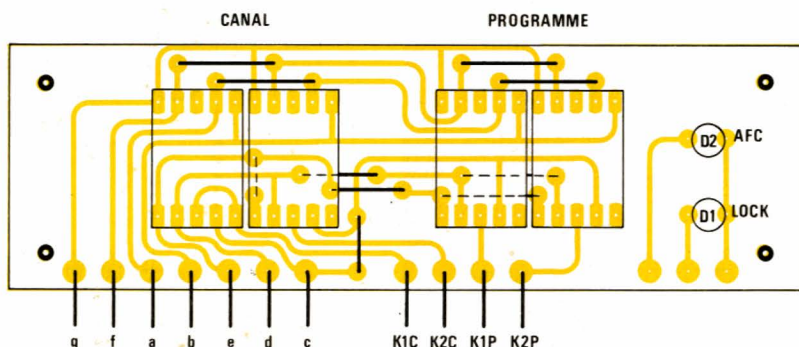 CANAL PROGRAMME
D2 AFC
D1 LOCK
g f a b e d c K1C K2C K1P K2P